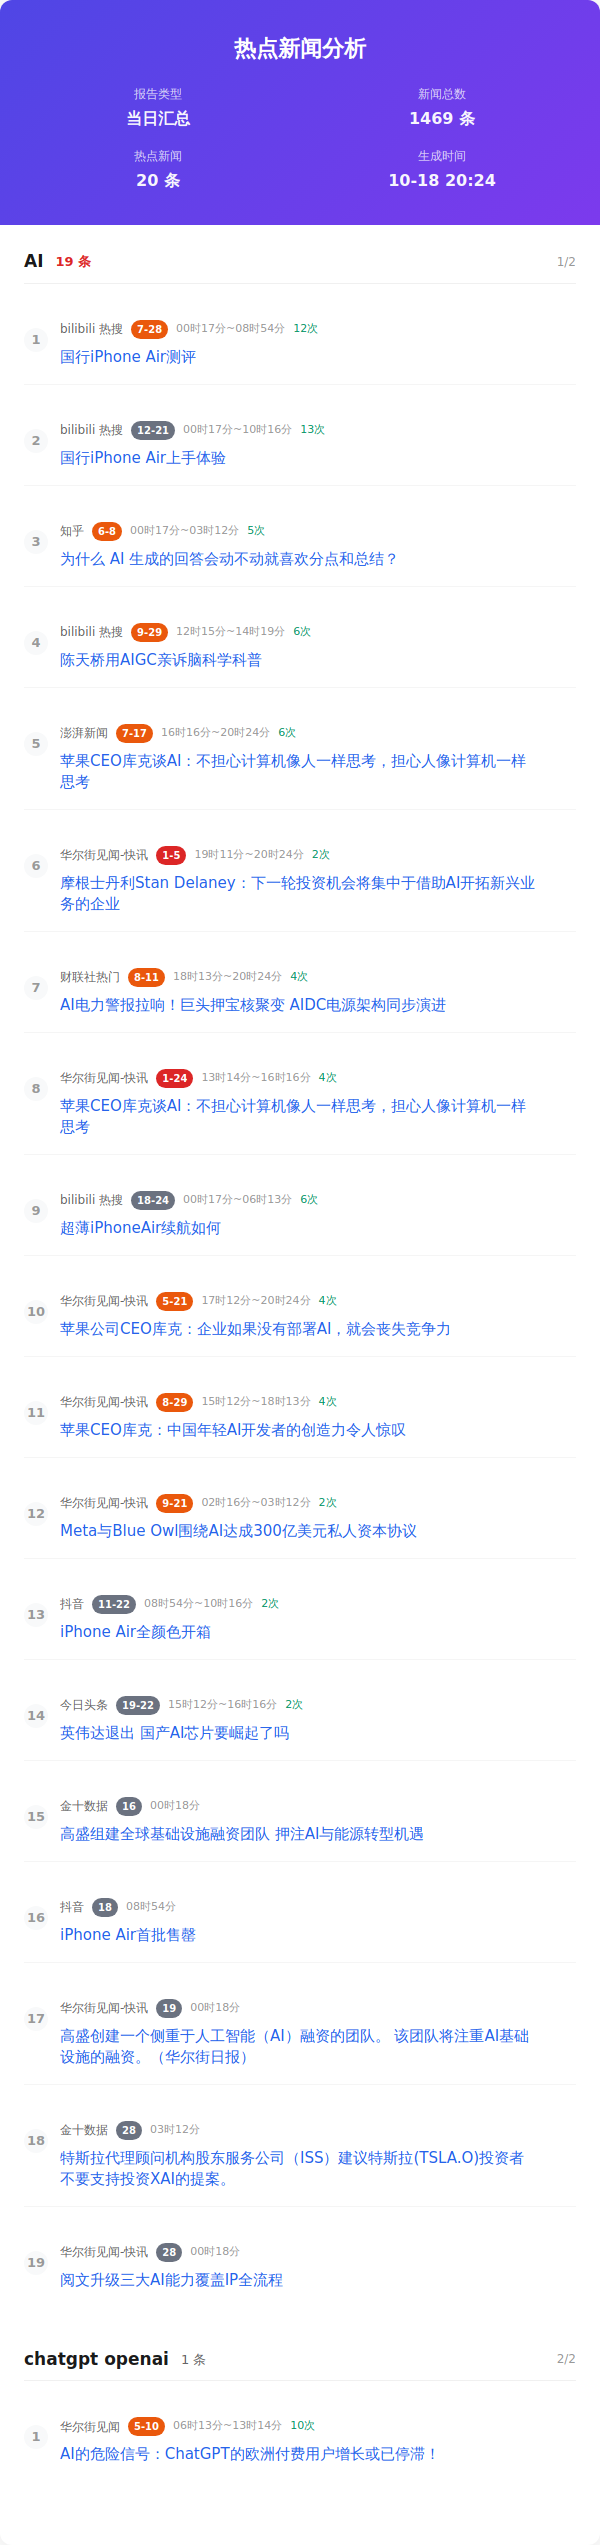 热点新闻分析
报告类型 新闻总数
当日汇总 1469 条
热点新闻 生成时间
20 条 10-18 20:24
AI 19 条 1/2
1 bilibili 热搜 7-28 00时17分~08时54分 12次
国行iPhone Air测评
2 bilibili 热搜 12-21 00时17分~10时16分 13次
国行iPhone Air上手体验
3 知乎 6-8 00时17分~03时12分 5次
为什么 AI 生成的回答会动不动就喜欢分点和总结？
4 bilibili 热搜 9-29 12时15分~14时19分 6次
陈天桥用AIGC亲诉脑科学科普
5 澎湃新闻 7-17 16时16分~20时24分 6次
苹果CEO库克谈AI：不担心计算机像人一样思考，担心人像计算机一样
思考
6 华尔街见闻-快讯 1-5 19时11分~20时24分 2次
摩根士丹利Stan Delaney：下一轮投资机会将集中于借助AI开拓新兴业
务的企业
7 财联社热门 8-11 18时13分~20时24分 4次
AI电力警报拉响！巨头押宝核聚变 AIDC电源架构同步演进
8 华尔街见闻-快讯 1-24 13时14分~16时16分 4次
苹果CEO库克谈AI：不担心计算机像人一样思考，担心人像计算机一样
思考
9 bilibili 热搜 18-24 00时17分~06时13分 6次
超薄iPhoneAir续航如何
10 华尔街见闻-快讯 5-21 17时12分~20时24分 4次
苹果公司CEO库克：企业如果没有部署AI，就会丧失竞争力
11 华尔街见闻-快讯 8-29 15时12分~18时13分 4次
苹果CEO库克：中国年轻AI开发者的创造力令人惊叹
12 华尔街见闻-快讯 9-21 02时16分~03时12分 2次
Meta与Blue Owl围绕AI达成300亿美元私人资本协议
13 抖音 11-22 08时54分~10时16分 2次
iPhone Air全颜色开箱
14 今日头条 19-22 15时12分~16时16分 2次
英伟达退出 国产AI芯片要崛起了吗
15 金十数据 16 00时18分
高盛组建全球基础设施融资团队 押注AI与能源转型机遇
16 抖音 18 08时54分
iPhone Air首批售罄
17 华尔街见闻-快讯 19 00时18分
高盛创建一个侧重于人工智能（AI）融资的团队。 该团队将注重AI基础
设施的融资。（华尔街日报）
18 金十数据 28 03时12分
特斯拉代理顾问机构股东服务公司（ISS）建议特斯拉(TSLA.O)投资者
不要支持投资XAI的提案。
19 华尔街见闻-快讯 28 00时18分
阅文升级三大AI能力覆盖IP全流程
chatgpt openai 1 条 2/2
1 华尔街见闻 5-10 06时13分~13时14分 10次
AI的危险信号：ChatGPT的欧洲付费用户增长或已停滞！